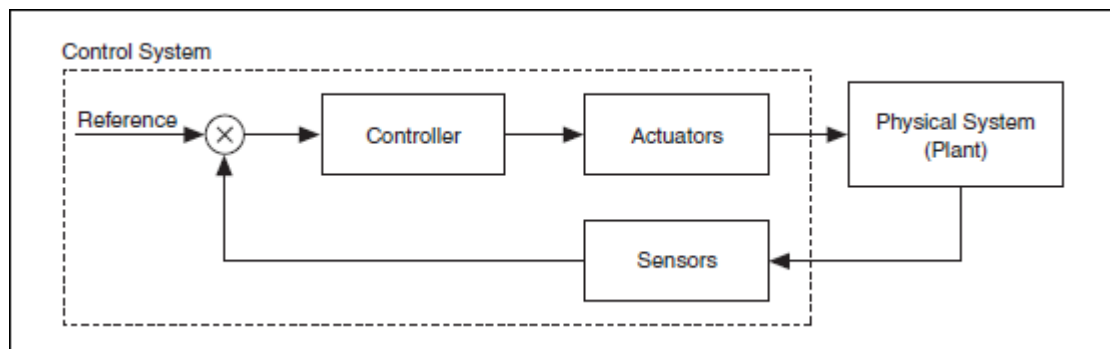 Control System
Reference
Controller
Actuators
Physical System
(Plant)
Sensors